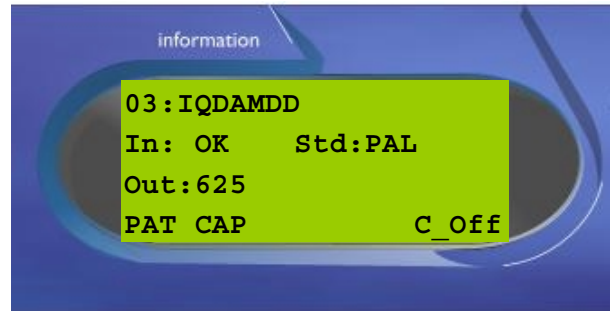 information
03:IQDAMDD
In: OK Std:PAL
Out:625
PAT CAP C_Off